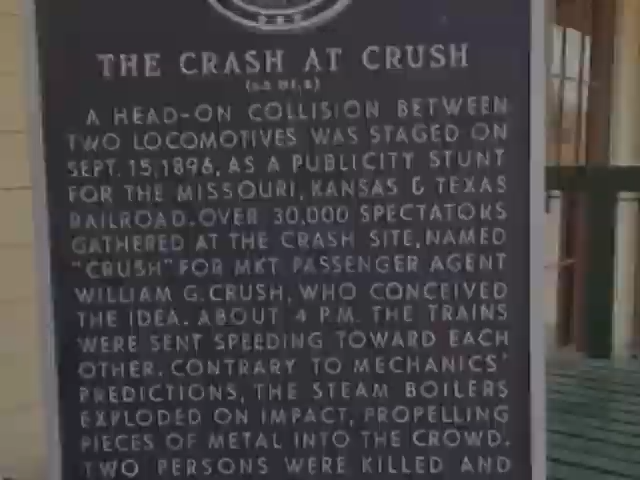 THE CRASH AT CRUSH
A HEAD-ON COLLISION BETWEEN
TWO LOCOMOTIVES WAS STAGED ON
SEPT. 15,1896, AS A PUBLICITY STUNT
FOR THE MISSOURI, KANSAS & TEXAS
RAILROAD. OVER 30,000 SPECTATORS
GATHERED AT THE CRASH SITE, NAMED
"CRUSH" FOR MKT PASSENGER AGENT
WILLIAM G. CRUSH, WHO CONCEIVED
THE IDEA. ABOUT 4 P.M. THE TRAINS
WERE SENT SPEEDING TOWARD EACH
OTHER. CONTRARY TO MECHANICS'
PREDICTIONS, THE STEAM BOILERS
EXPLODED ON IMPACT, PROPELLING
PIECES OF METAL INTO THE CROWD.
TWO PERSONS WERE KILLED AND